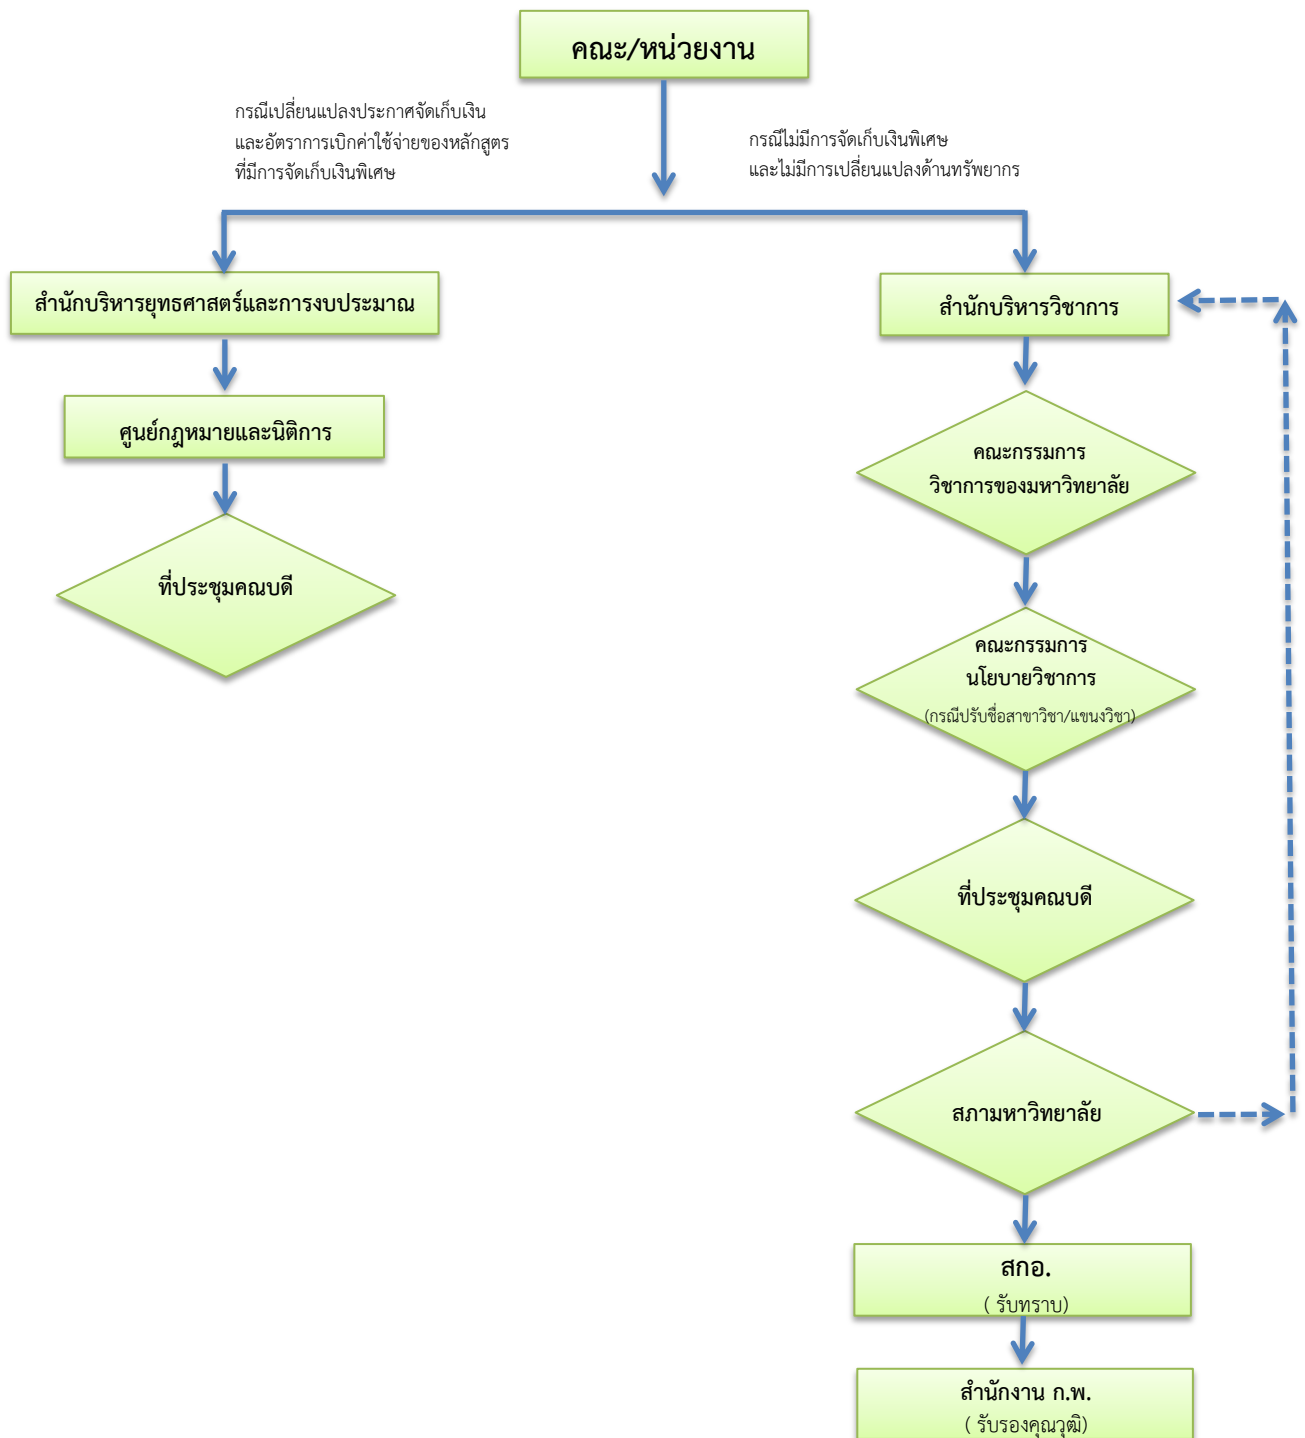 คณะ/หน่วยงาน
กรณีเปลี่ยนแปลงประกาศจัดเก็บเงิน
และอัตราการเบิกค่าใช้จ่ายของหลักสูตร
ที่มีการจัดเก็บเงินพิเศษ
กรณีไม่มีการจัดเก็บเงินพิเศษ
และไม่มีการเปลี่ยนแปลงด้านทรัพยากร
สำนักบริหารยุทธศาสตร์และการงบประมาณ
ศูนย์กฎหมายและนิติการ
ที่ประชุมคณบดี
สำนักบริหารวิชาการ
คณะกรรมการ
วิชาการของมหาวิทยาลัย
คณะกรรมการ
นโยบายวิชาการ
(กรณีปรับชื่อสาขาวิชา/แขนงวิชา)
ที่ประชุมคณบดี
สภามหาวิทยาลัย
สกอ.
( รับทราบ)
สำนักงาน ก.พ.
( รับรองคุณวุฒิ)